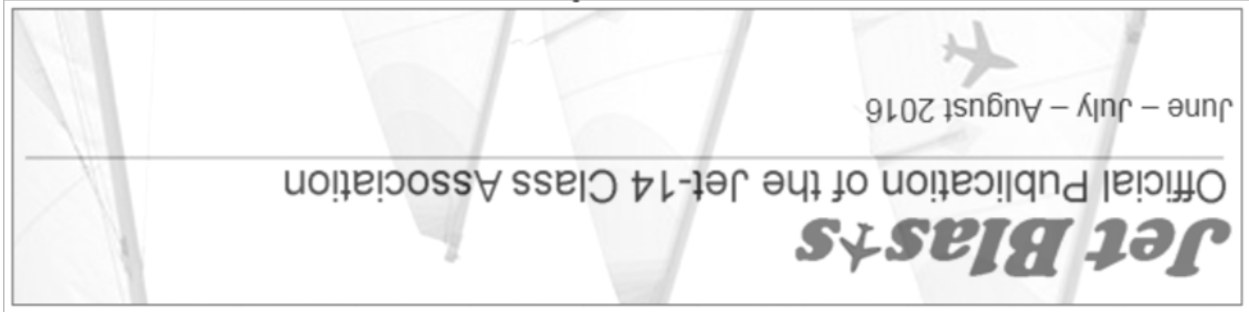 Jet Blasts
Official Publication of the Jet-14 Class Association
June – July – August 2016